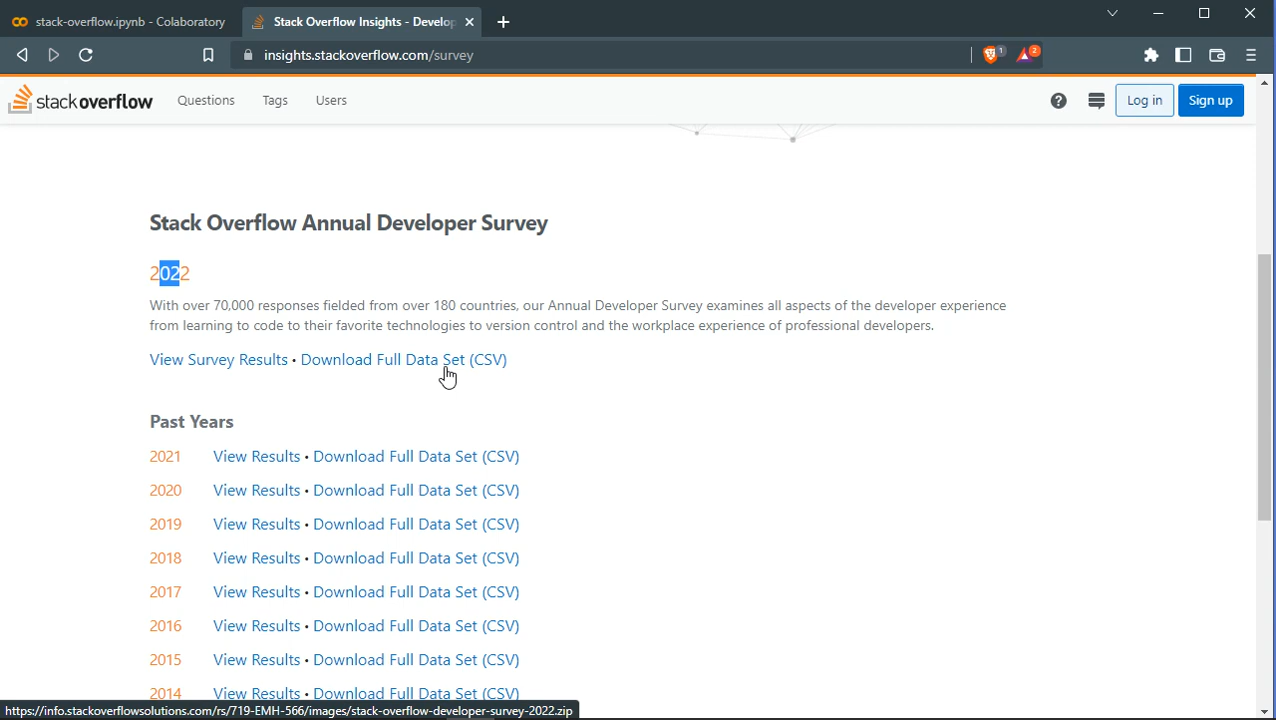 stack-overflow.ipynb - Colaboratory
Stack Overflow Insights - Develop
insights.stackoverflow.com/survey
1
2
stackoverflow
Questions
Tags
Users
Log in
Sign up
Stack Overflow Annual Developer Survey
2022
With over 70,000 responses fielded from over 180 countries, our Annual Developer Survey examines all aspects of the developer experience
from learning to code to their favorite technologies to version control and the workplace experience of professional developers.
View Survey Results • Download Full Data Set (CSV)
Past Years
2021 View Results • Download Full Data Set (CSV)
2020 View Results • Download Full Data Set (CSV)
2019 View Results • Download Full Data Set (CSV)
2018 View Results • Download Full Data Set (CSV)
2017 View Results • Download Full Data Set (CSV)
2016 View Results • Download Full Data Set (CSV)
2015 View Results • Download Full Data Set (CSV)
2014 View Results • Download Full Data Set (CSV)
https://info.stackoverflowsolutions.com/rs/719-EMH-566/images/stack-overflow-developer-survey-2022.zip